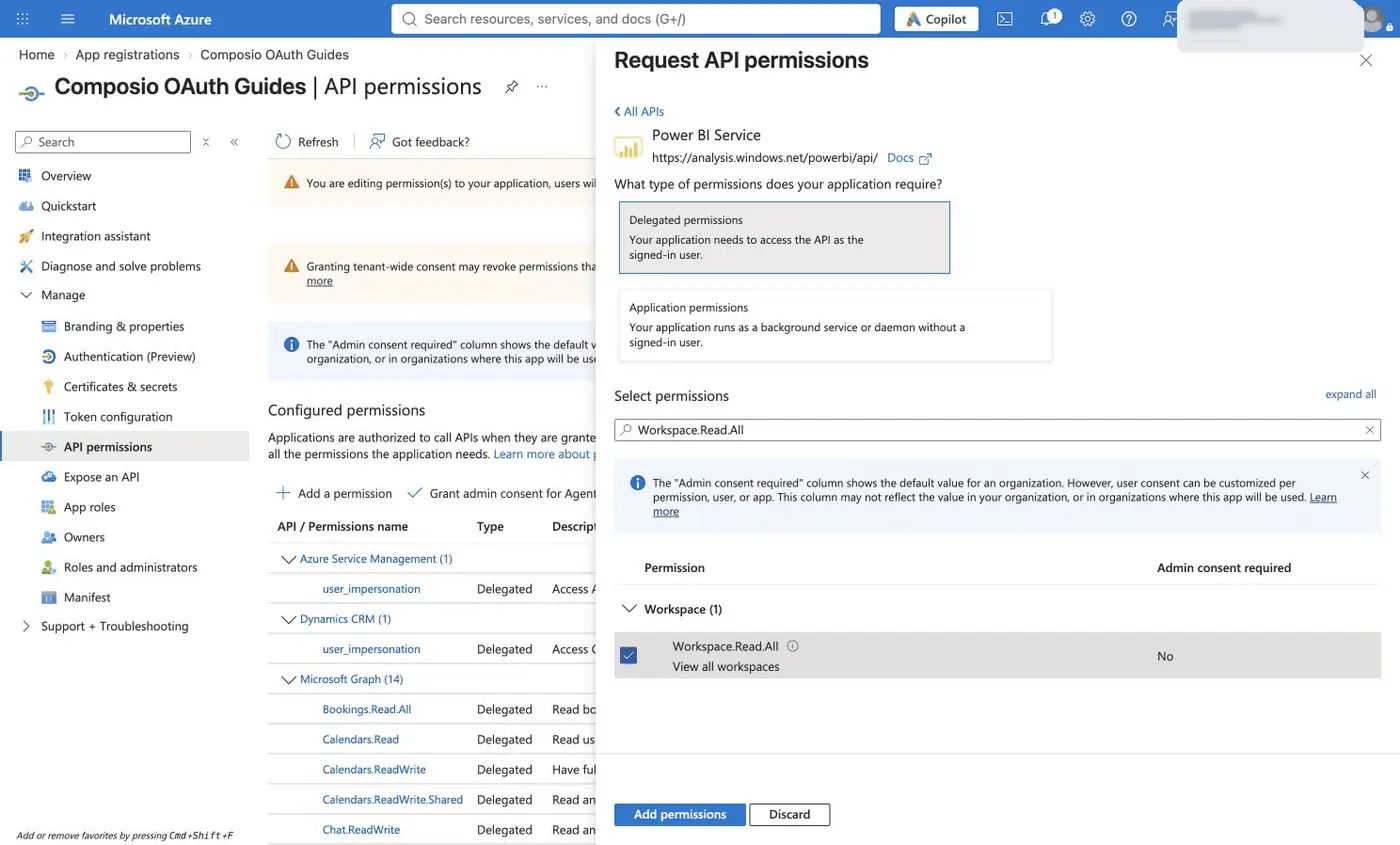 Microsoft Azure
Search resources, services, and docs (G+/)
Copilot
1
Home › App registrations › Composio OAuth Guides
Composio OAuth Guides | API permissions
Search
Overview
Quickstart
Integration assistant
Diagnose and solve problems
Manage
Branding & properties
Authentication (Preview)
Certificates & secrets
Token configuration
API permissions
Expose an API
App roles
Owners
Roles and administrators
Manifest
Support + Troubleshooting
Add or remove favorites by pressing Cmd+Shift+F
Refresh
Got feedback?
You are editing permission(s) to your application, users wil
Granting tenant-wide consent may revoke permissions tha
more
The "Admin consent required" column shows the default v
organization, or in organizations where this app will be use
Configured permissions
Applications are authorized to call APIs when they are grante
all the permissions the application needs. Learn more about p
Add a permission
Grant admin consent for Agent
API / Permissions name Type Descript
Azure Service Management (1)
user_impersonation Delegated Access A
Dynamics CRM (1)
user_impersonation Delegated Access C
Microsoft Graph (14)
Bookings.Read.All Delegated Read bo
Calendars.Read Delegated Read us
Calendars.ReadWrite Delegated Have ful
Calendars.ReadWrite.Shared Delegated Read an
Chat.ReadWrite Delegated Read an
Request API permissions
All APIs
Power BI Service
https://analysis.windows.net/powerbi/api/ Docs
What type of permissions does your application require?
Delegated permissions
Your application needs to access the API as the
signed-in user.
Application permissions
Your application runs as a background service or daemon without a
signed-in user.
Select permissions
expand all
Workspace.Read.All
The "Admin consent required" column shows the default value for an organization. However, user consent can be customized per
permission, user, or app. This column may not reflect the value in your organization, or in organizations where this app will be used. Learn
more
Permission Admin consent required
Workspace (1)
Workspace.Read.All
View all workspaces
No
Add permissions
Discard